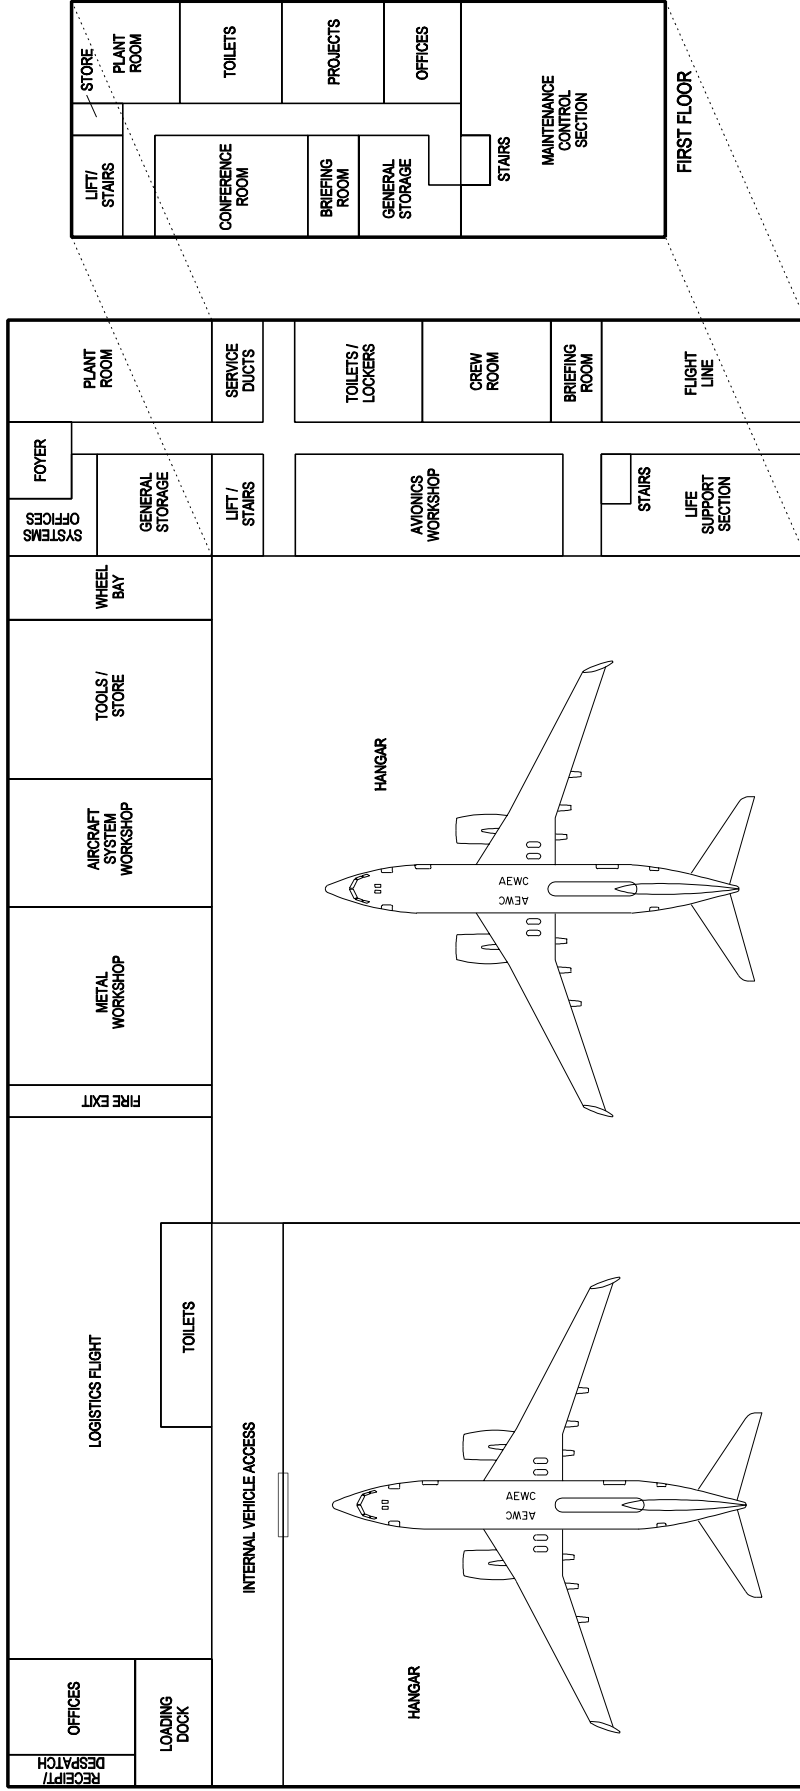 STORE
PLANT
ROOM
TOILETS
PROJECTS
OFFICES
LIFT/
STAIRS
CONFERENCE
ROOM
BRIEFING
ROOM
GENERAL
STORAGE
STAIRS
MAINTENANCE
CONTROL
SECTION
FIRST FLOOR
PLANT
ROOM
SERVICE
DUCTS
TOILETS /
LOCKERS
CREW
ROOM
BRIEFING
ROOM
FLIGHT
LINE
FOYER
SYSTEMS
OFFICES
GENERAL
STORAGE
LIFT /
STAIRS
AVIONICS
WORKSHOP
STAIRS
LIFE
SUPPORT
SECTION
WHEEL
BAY
TOOLS /
STORE
HANGAR
AIRCRAFT
SYSTEM
WORKSHOP
AEWC
AEWC
METAL
WORKSHOP
FIRE EXIT
LOGISTICS FLIGHT
TOILETS
INTERNAL VEHICLE ACCESS
AEWC
AEWC
HANGAR
OFFICES
LOADING
DOCK
RECEIPT/
DESPATCH